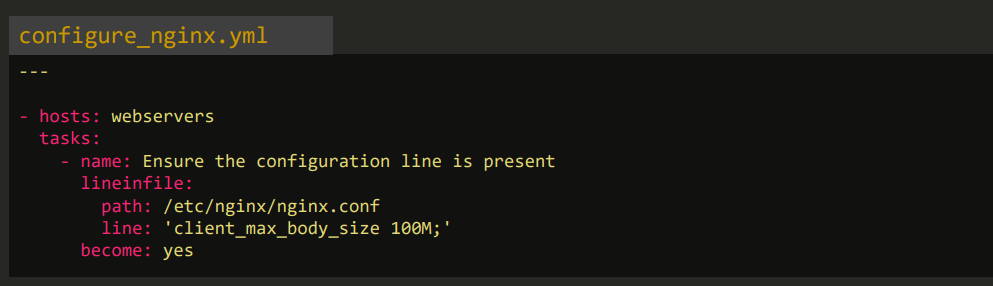 configure_nginx.yml
---
- hosts: webservers
  tasks:
    - name: Ensure the configuration line is present
      lineinfile:
        path: /etc/nginx/nginx.conf
        line: 'client_max_body_size 100M;'
      become: yes